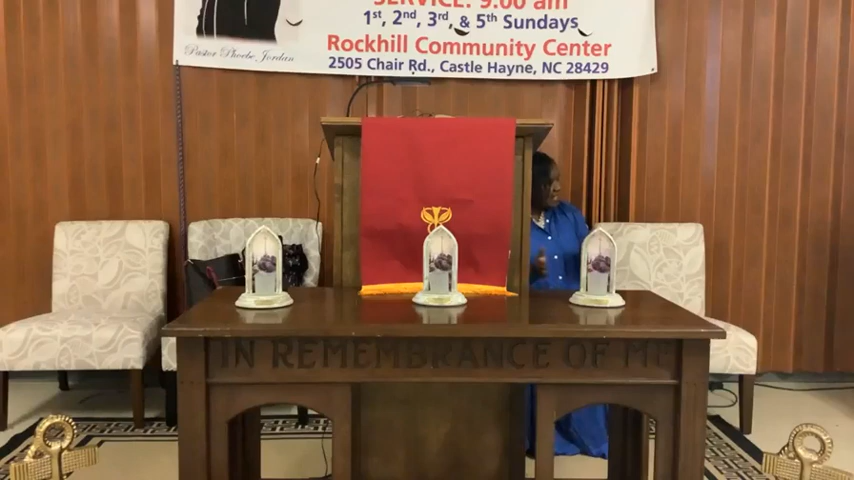 SERVICE: 9:00 am
1st, 2nd, 3rd, & 5th Sundays
Rockhill Community Center
2505 Chair Rd., Castle Hayne, NC 28429
Pastor Phoebe Jordan
IN REMEMBRANCE OF ME